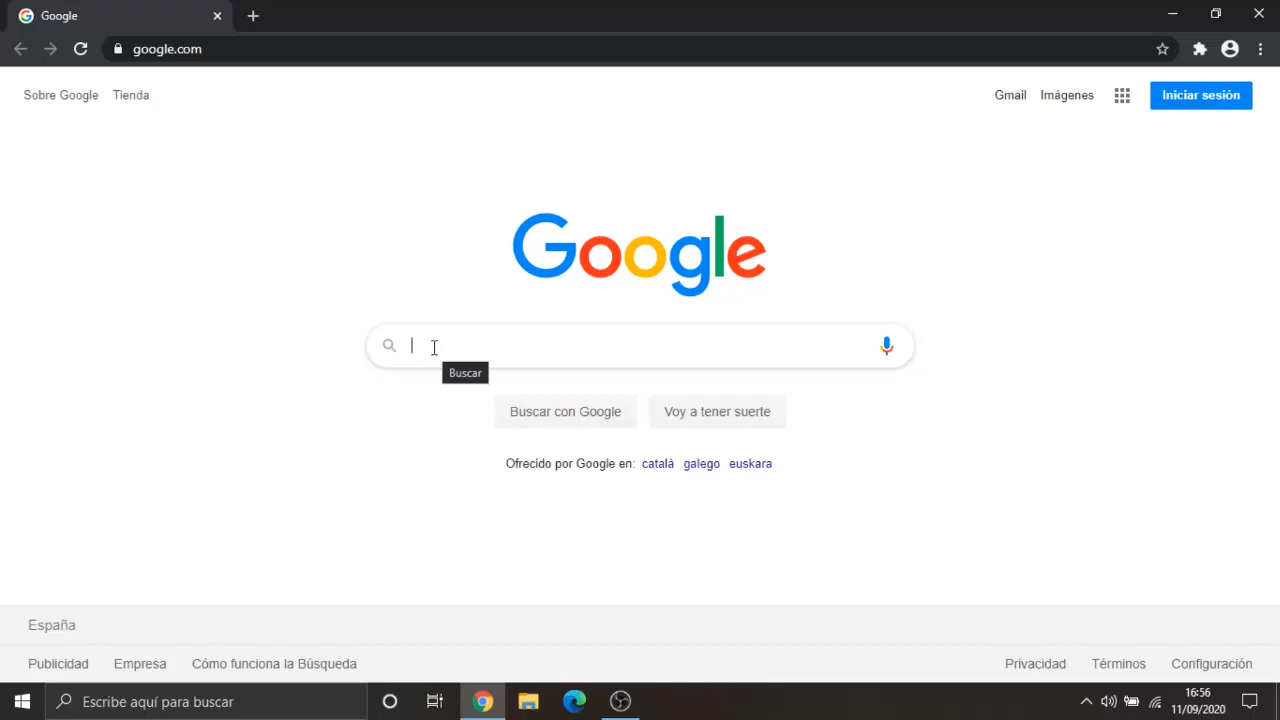 Google
google.com
Sobre Google Tienda
Gmail Imágenes Iniciar sesión
Google
Buscar
Buscar con Google Voy a tener suerte
Ofrecido por Google en: català galego euskara
España
Publicidad Empresa Cómo funciona la Búsqueda
Privacidad Términos Configuración
Escribe aquí para buscar
16:56
11/09/2020